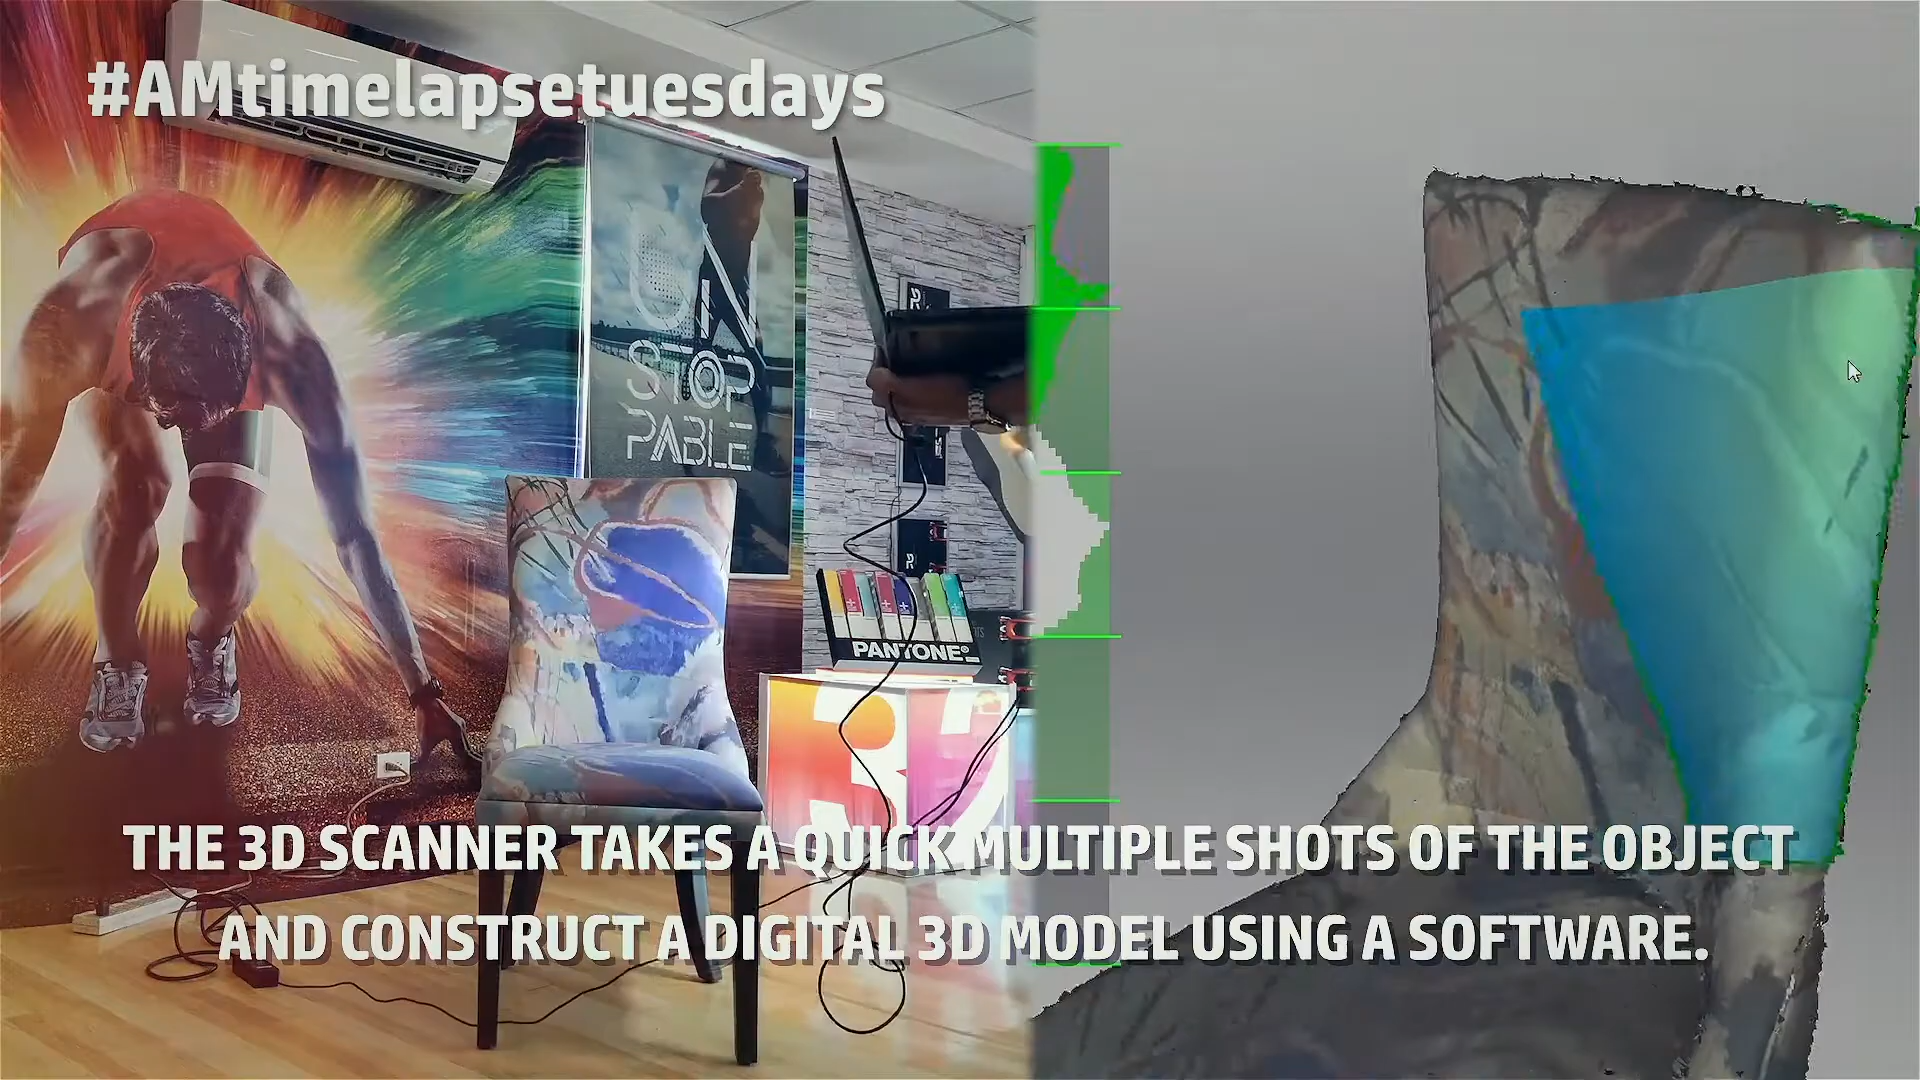 #AMtimelapsetuesdays
UN
STOP
PABLE
PANTONE®
3D
THE 3D SCANNER TAKES A QUICK MULTIPLE SHOTS OF THE OBJECT
AND CONSTRUCT A DIGITAL 3D MODEL USING A SOFTWARE.